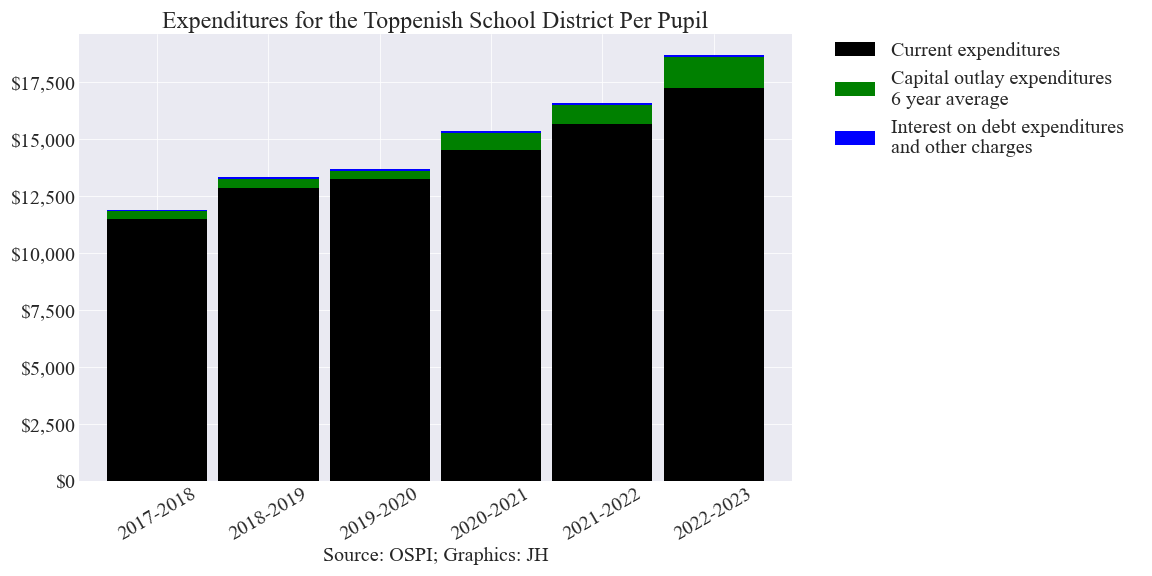 Expenditures for the Toppenish School District Per Pupil
$17,500
$15,000
$12,500
$10,000
$7,500
$5,000
$2,500
$0
2017-2018
2018-2019
2019-2020
2020-2021
2021-2022
2022-2023
Source: OSPI; Graphics: JH
Current expenditures
Capital outlay expenditures
6 year average
Interest on debt expenditures
and other charges